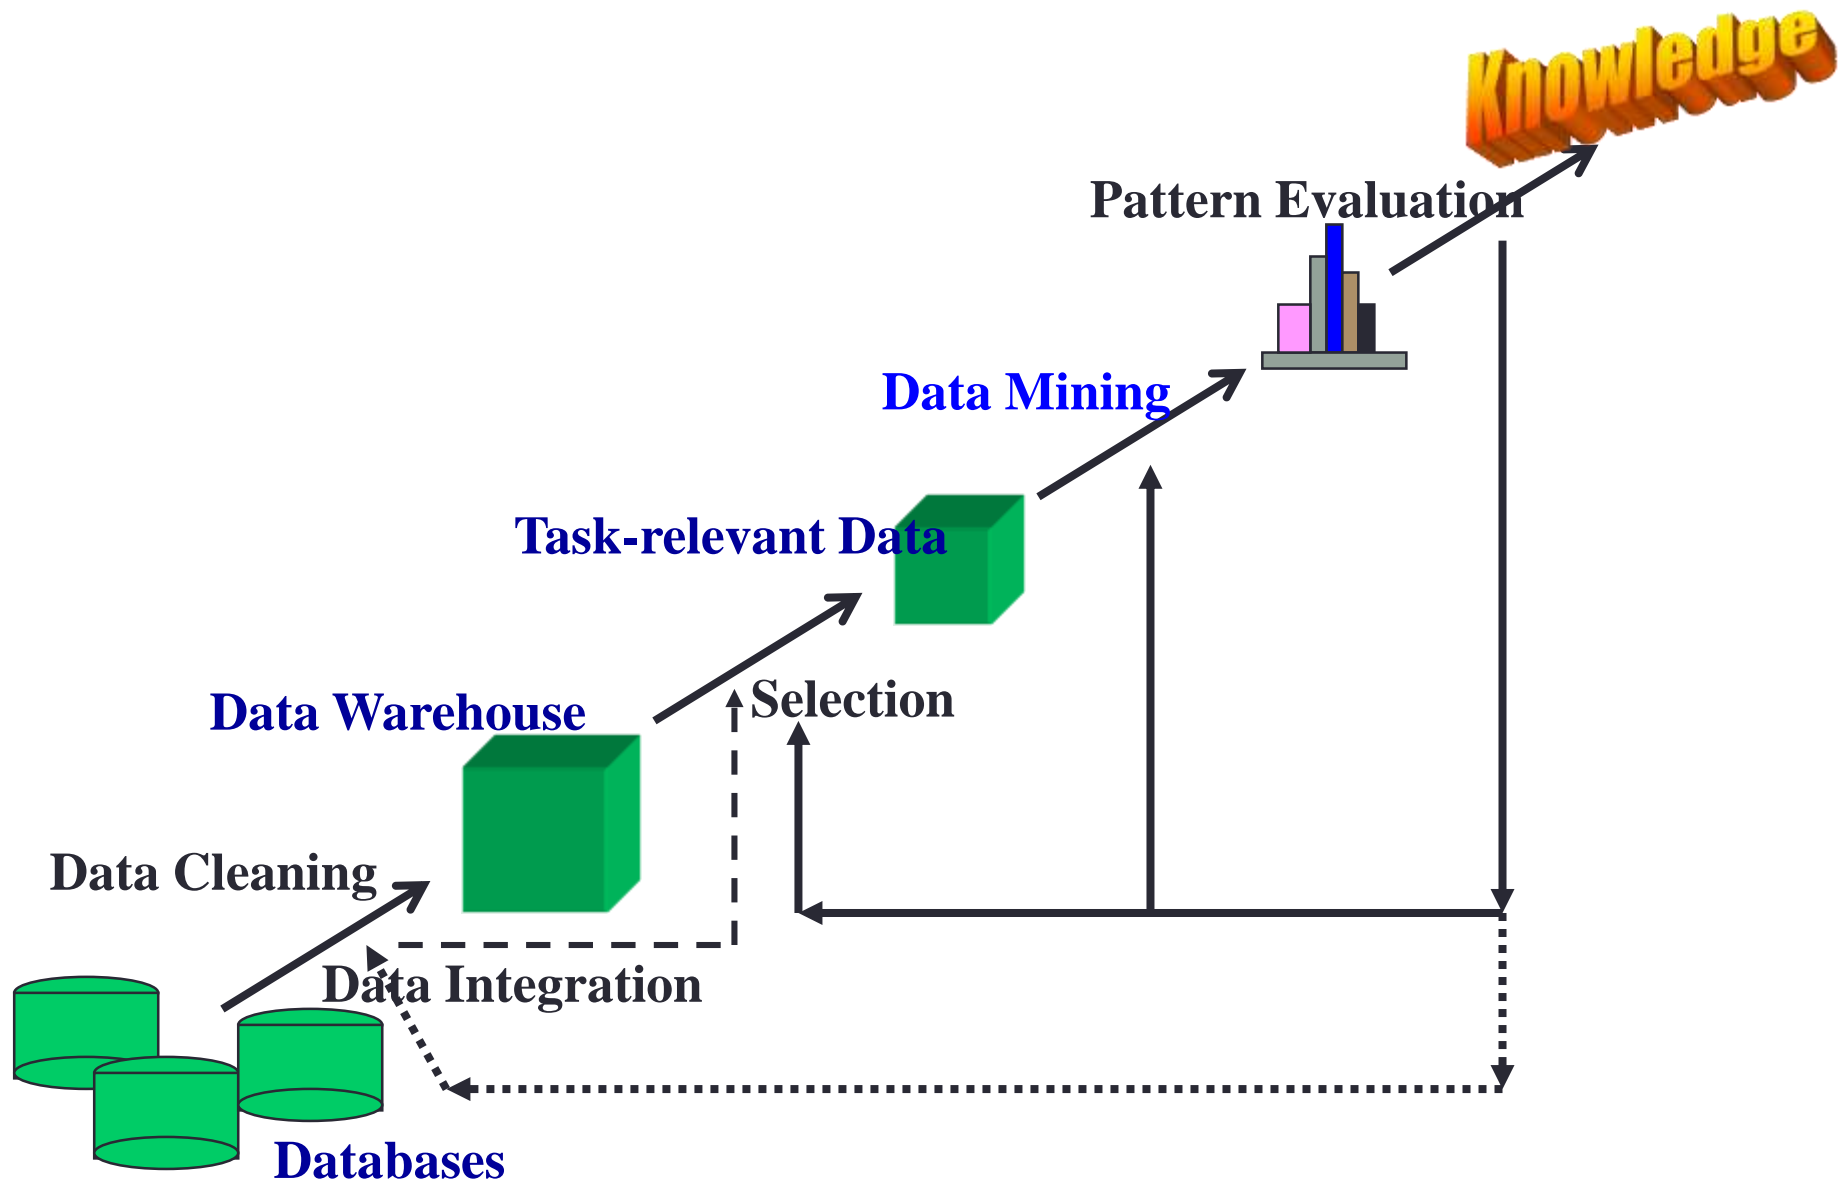 Knowledge
Pattern Evaluation
Data Mining
Task-relevant Data
Selection
Data Warehouse
Data Cleaning
Data Integration
Databases